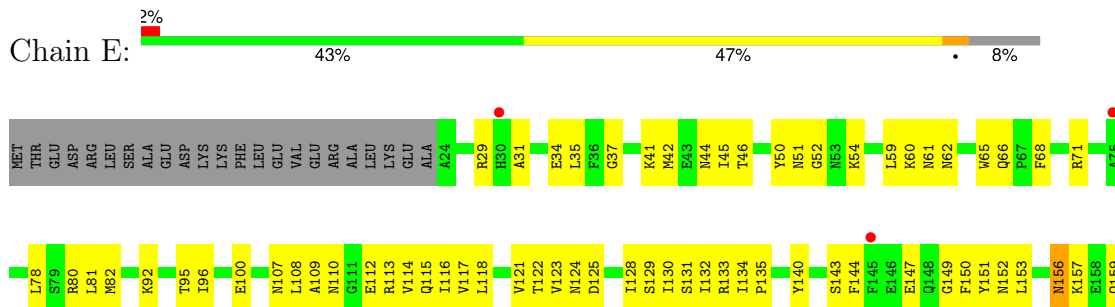 2%
Chain E:
43% 47% • 8%
MET THR GLU ASP ARG LEU SER ALA GLU ASP LYS LYS PHE LEU GLU VAL GLU ARG ALA LEU LYS GLU ALA A24 R29 H30 A31 E34 L35 F36 G37 K41 M42 E43 N44 I45 T46 Y50 N51 G52 N53 K54 L59 K60 N61 N62 W65 Q66 P67 F68 R71 A75
L78 S79 R80 L81 M82 K92 T95 I96 E100 N107 L108 A109 N110 G111 E112 R113 V114 Q115 I116 V117 L118 V121 T122 V123 N124 D125 I128 S129 I130 S131 I132 R133 I134 P135 Y140 S143 F144 F145 E146 E147 Q148 G149 F150 Y151 N152 L153 N156 K157 E158